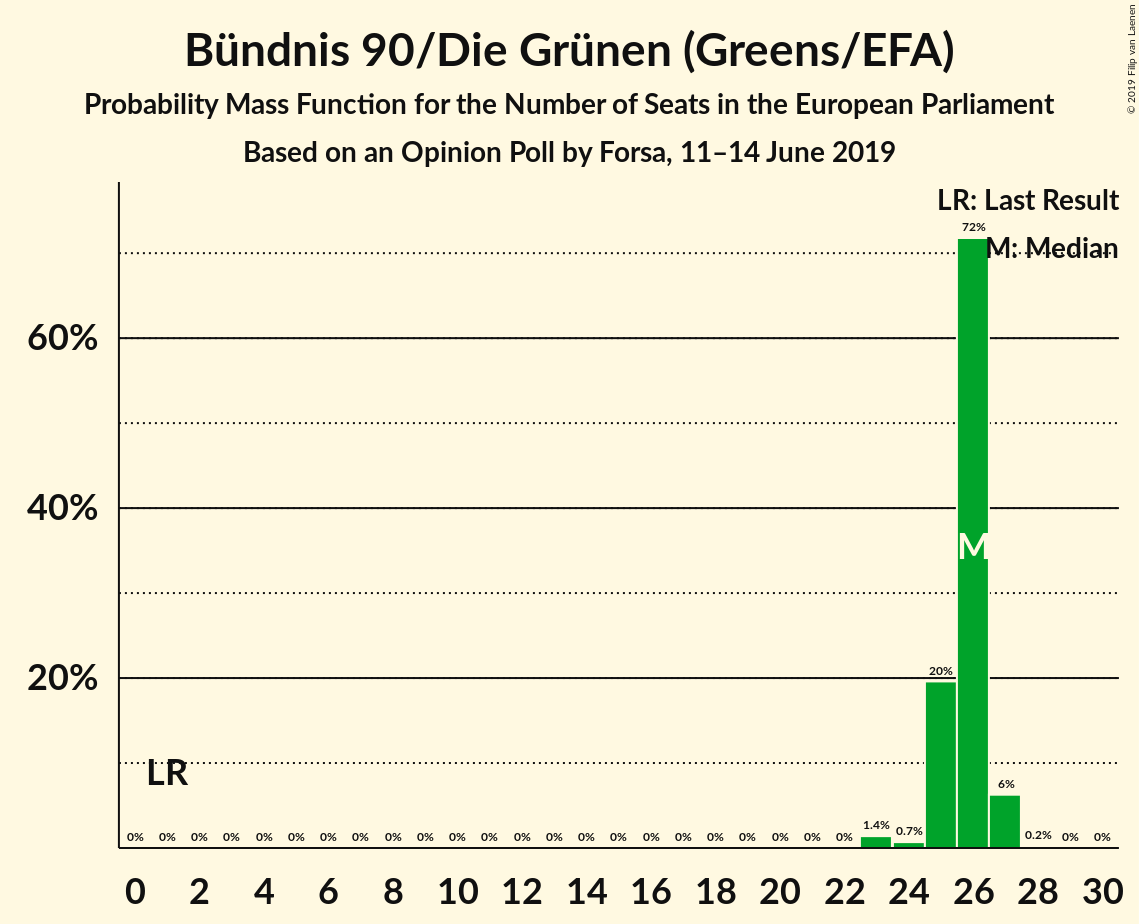 Bündnis 90/Die Grünen (Greens/EFA)
Probability Mass Function for the Number of Seats in the European Parliament
Based on an Opinion Poll by Forsa, 11–14 June 2019
© 2019 Filip van Laenen
LR: Last Result
M: Median
72%
60%
40%
M
20%
20%
LR
6%
0% 0% 0% 0% 0% 0% 0% 0% 0% 0% 0% 0% 0% 0% 0% 0% 0% 0% 0% 0% 0% 0% 0% 1.4% 0.7% 0.2% 0% 0%
0 2 4 6 8 10 12 14 16 18 20 22 24 26 28 30